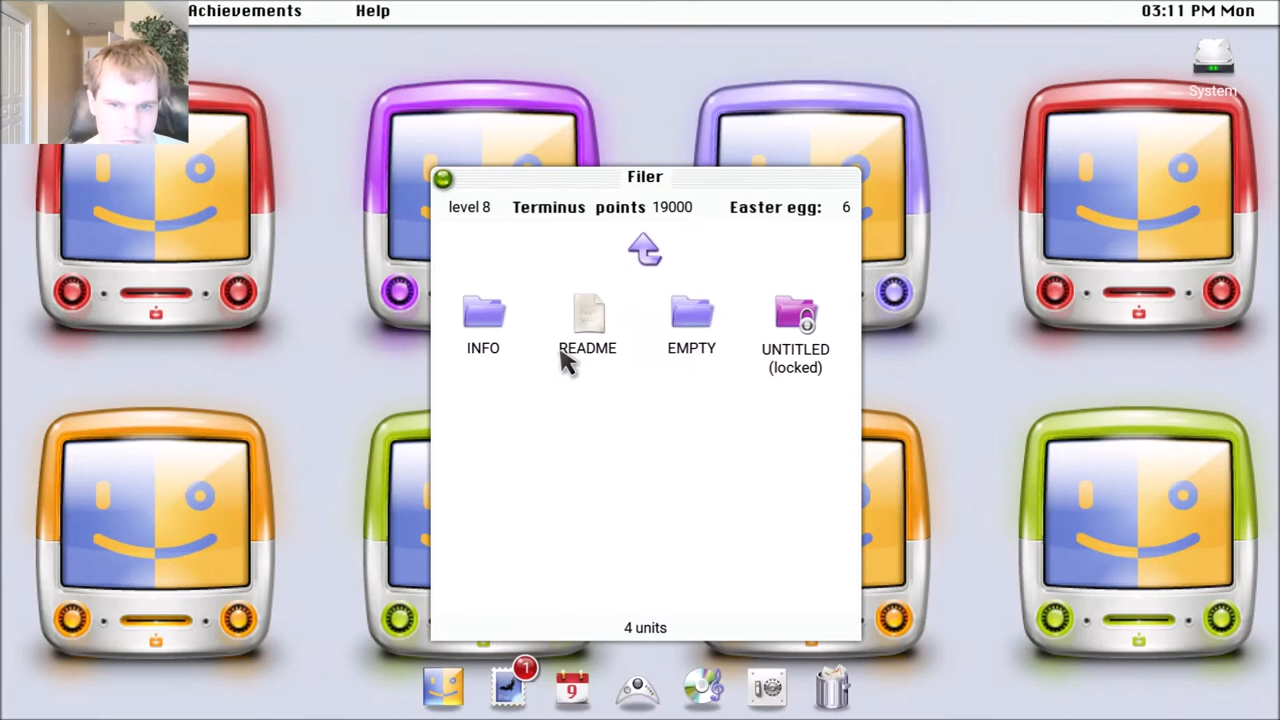 Achievements Help 03:11 PM Mon
System
Filer
level 8 Terminus points 19000 Easter egg: 6
INFO README EMPTY UNTITLED
(locked)
4 units
1
9